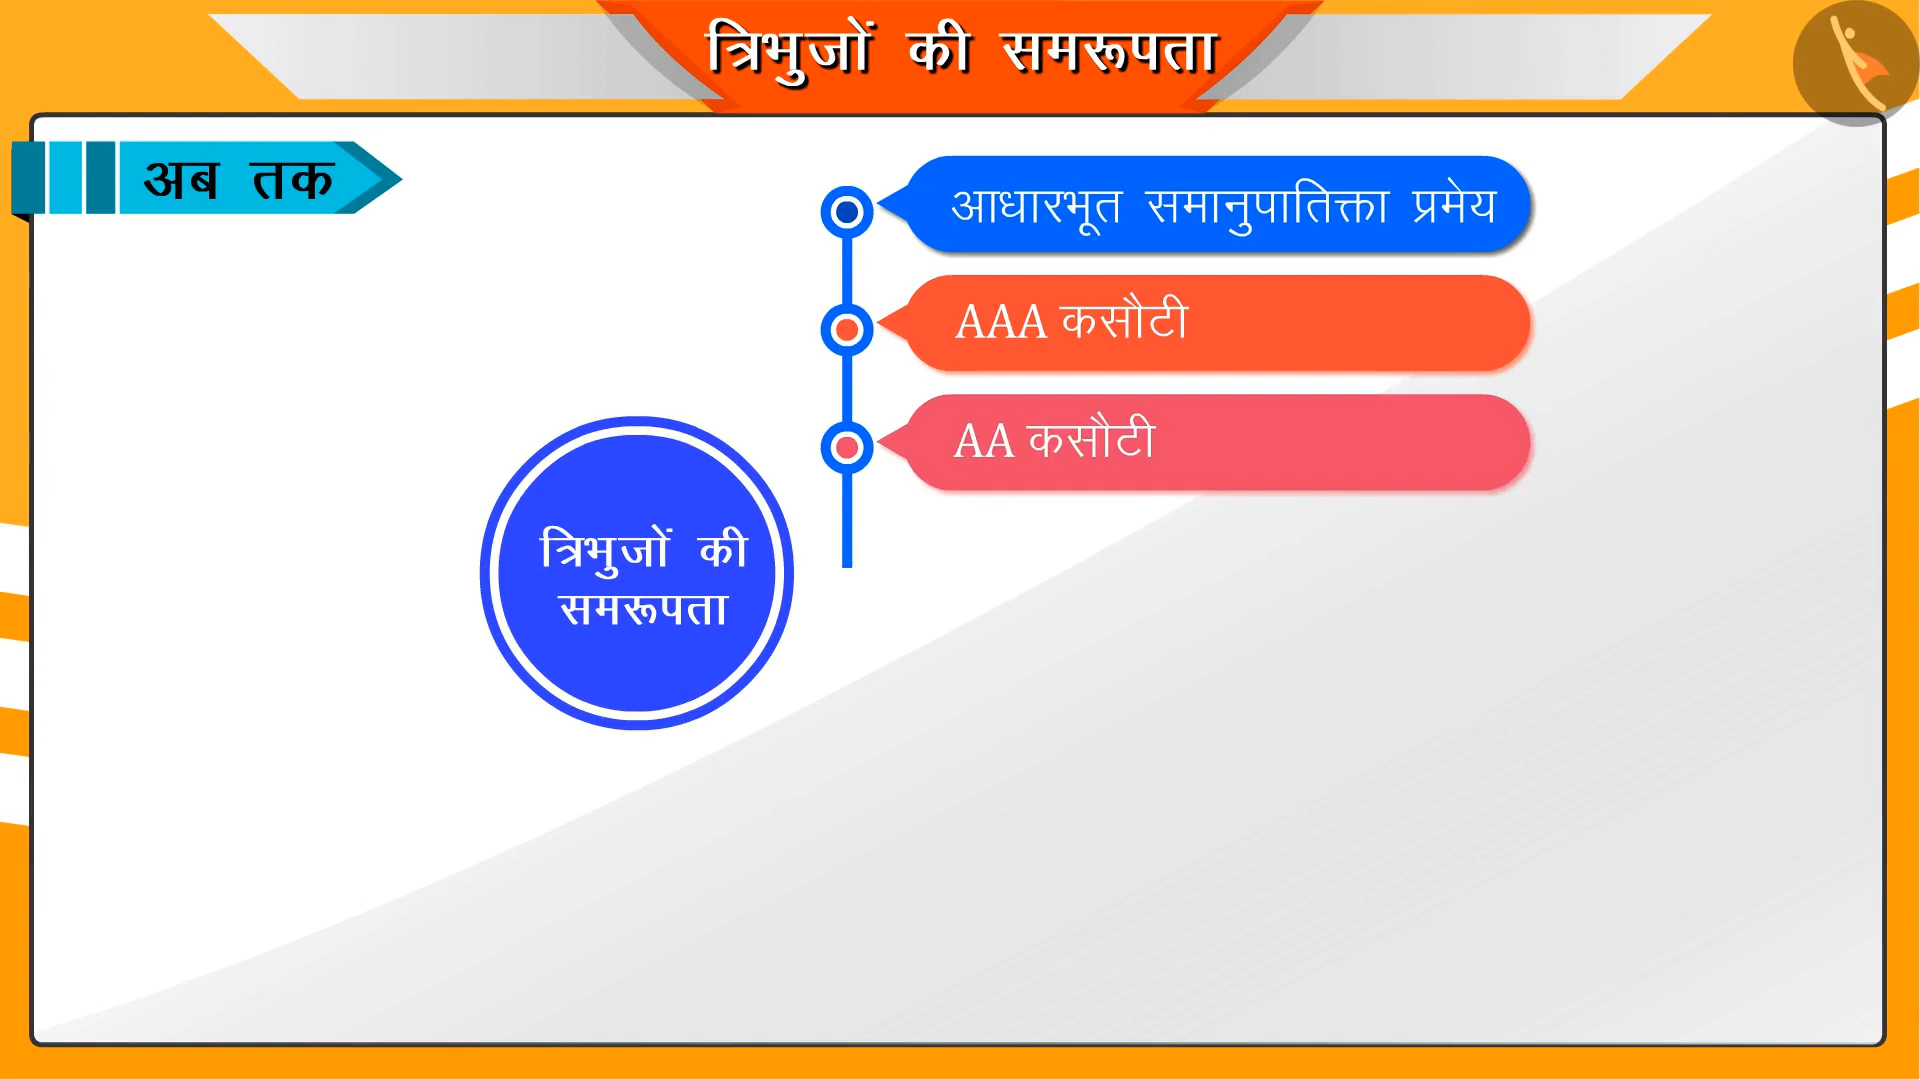 त्रिभुजों की समरूपता
अब तक
आधारभूत समानुपातिक्ता प्रमेय
AAA कसौटी
AA कसौटी
त्रिभुजों की
समरूपता